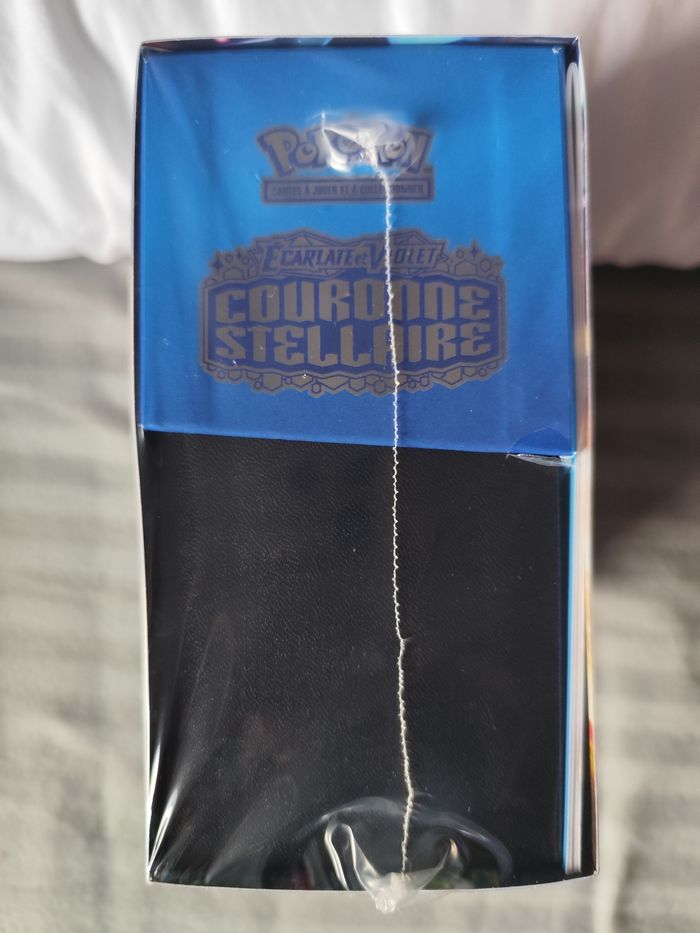 POKéMON
CARTES À JOUER ET À COLLECTIONNER
ÉCARLATE et VIOLET
COURONNE
STELLAIRE